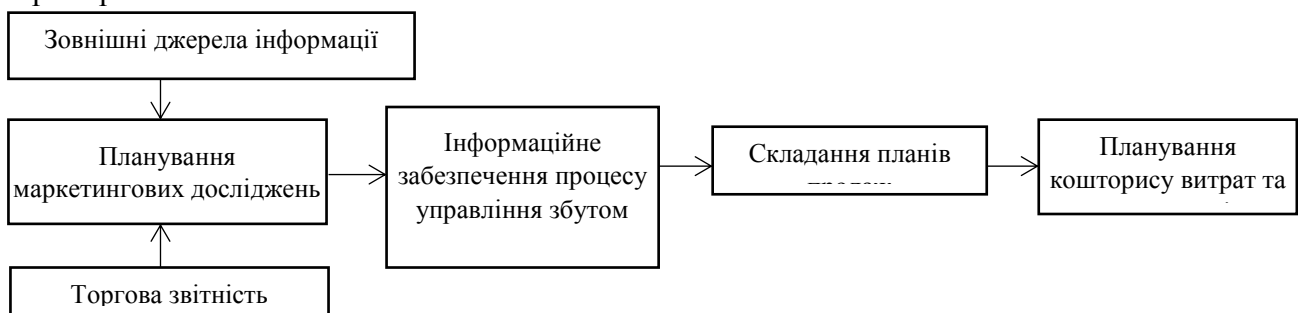 Зовнішні джерела інформації
Планування
маркетингових досліджень
Інформаційне
забезпечення процесу
управління збутом
Складання планів
Планування
кошторису витрат та
Торгова звітність